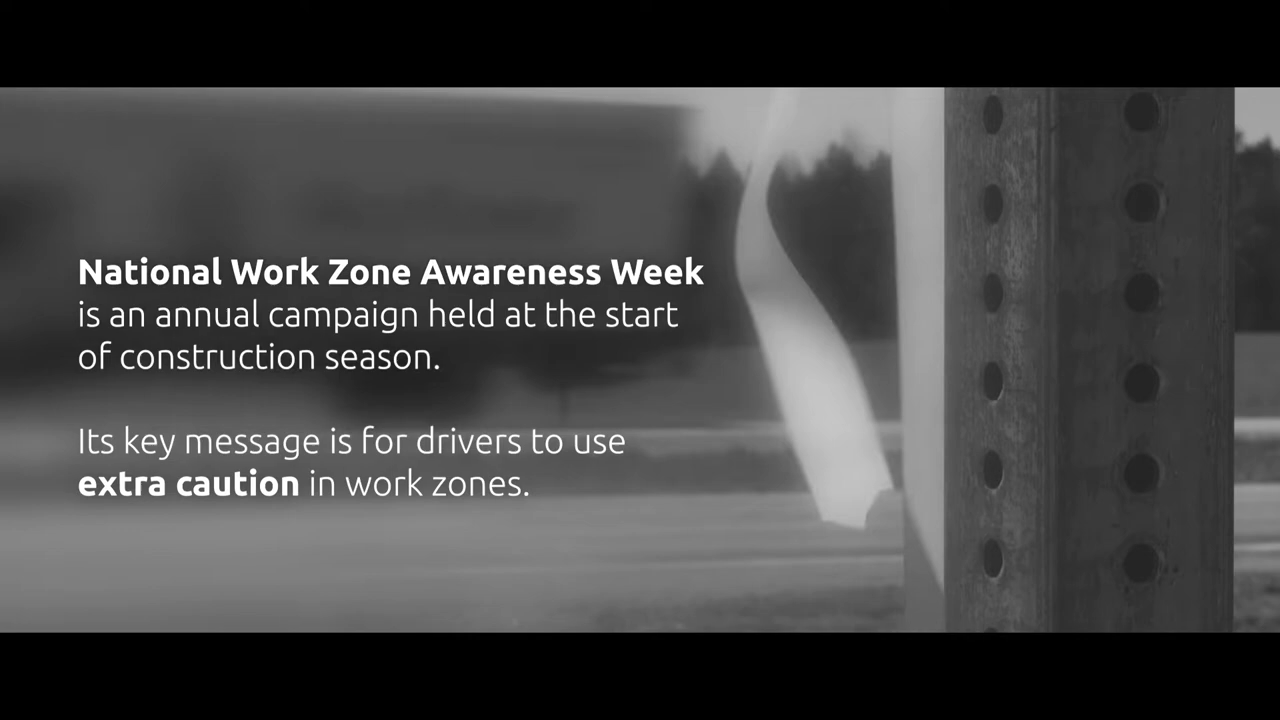 National Work Zone Awareness Week
is an annual campaign held at the start
of construction season.
Its key message is for drivers to use
extra caution in work zones.